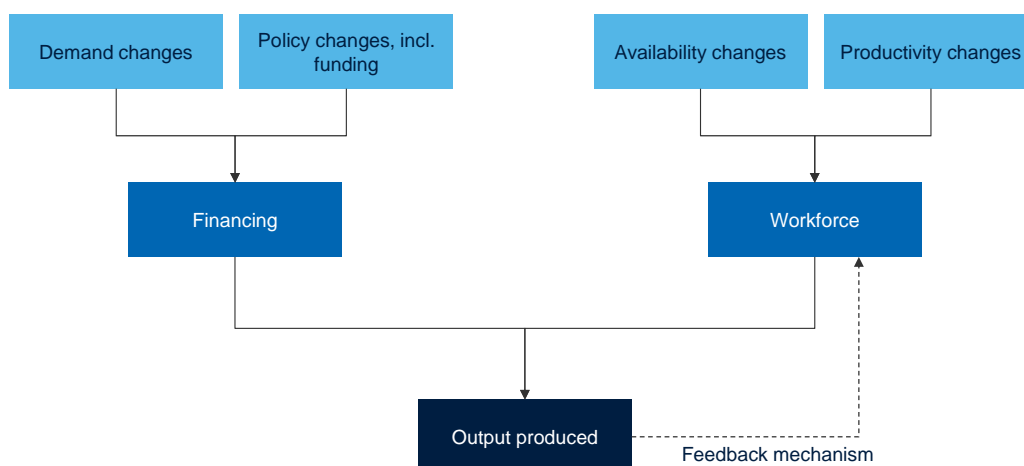 Demand changes
Policy changes, incl.
funding
Availability changes
Productivity changes
Financing
Workforce
Output produced
Feedback mechanism